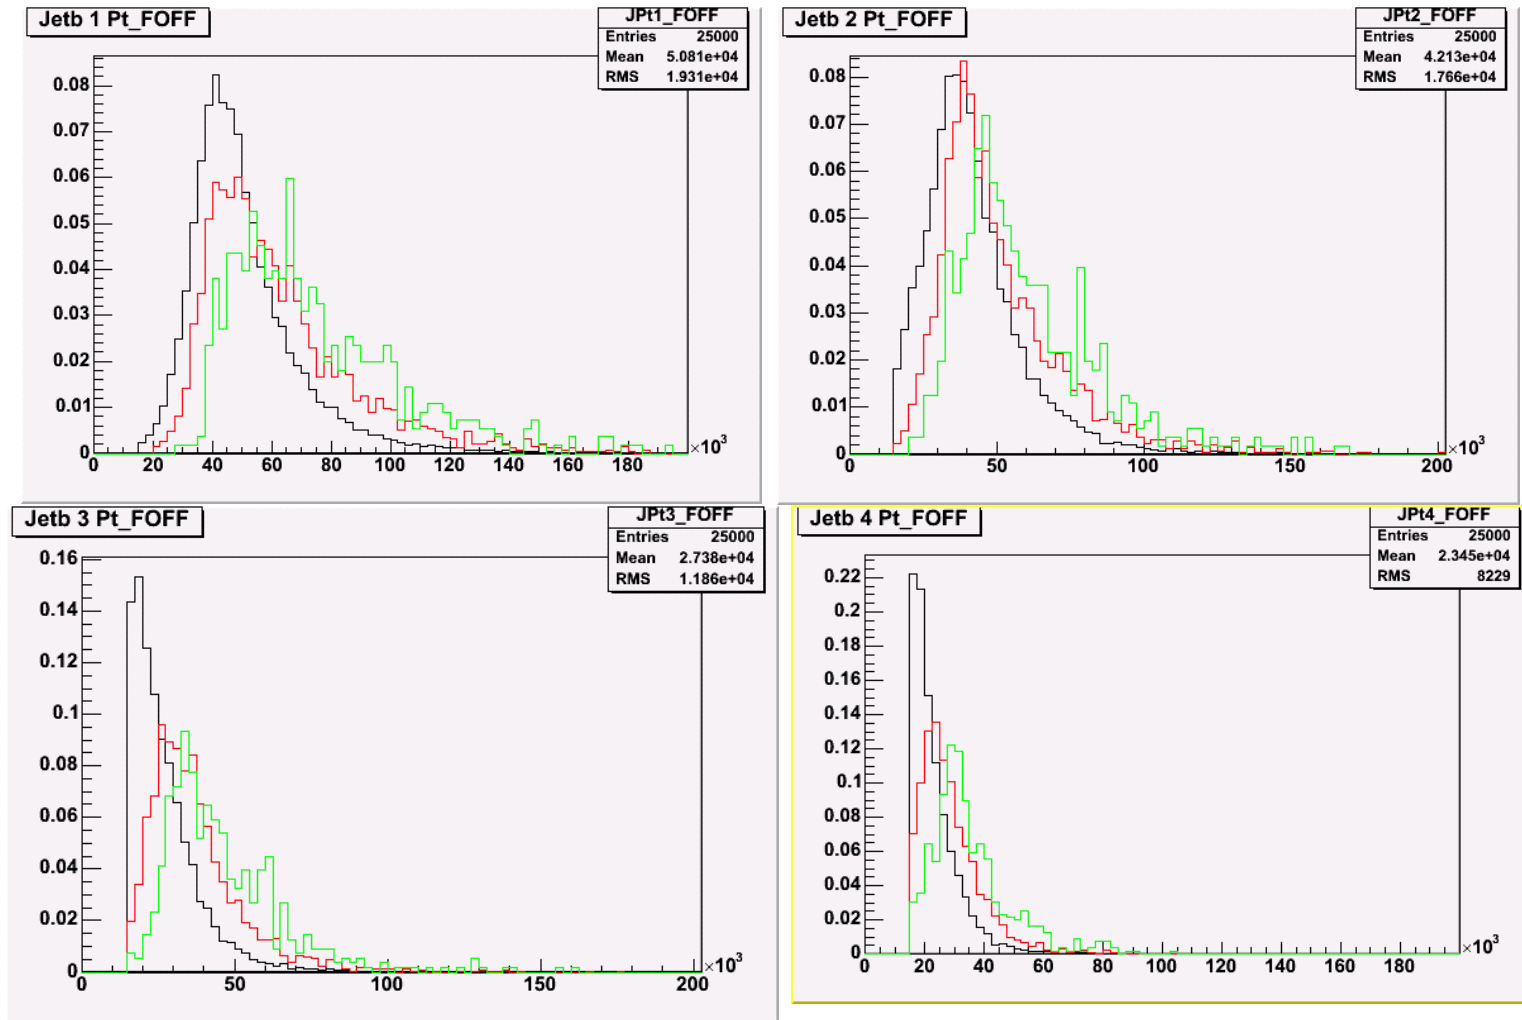 Jetb 1 Pt_FOFF
JPt1_FOFF
Entries 25000
Mean 5.081e+04
RMS 1.931e+04
0.08
0.07
0.06
0.05
0.04
0.03
0.02
0.01
0
0 20 40 60 80 100 120 140 160 180
×10³
Jetb 2 Pt_FOFF
JPt2_FOFF
Entries 25000
Mean 4.213e+04
RMS 1.766e+04
0.08
0.07
0.06
0.05
0.04
0.03
0.02
0.01
0
0 50 100 150 200
×10³
Jetb 3 Pt_FOFF
JPt3_FOFF
Entries 25000
Mean 2.738e+04
RMS 1.186e+04
0.16
0.14
0.12
0.1
0.08
0.06
0.04
0.02
0
0 50 100 150 200
×10³
Jetb 4 Pt_FOFF
JPt4_FOFF
Entries 25000
Mean 2.345e+04
RMS 8229
0.22
0.2
0.18
0.16
0.14
0.12
0.1
0.08
0.06
0.04
0.02
0
0 20 40 60 80 100 120 140 160 180
×10³